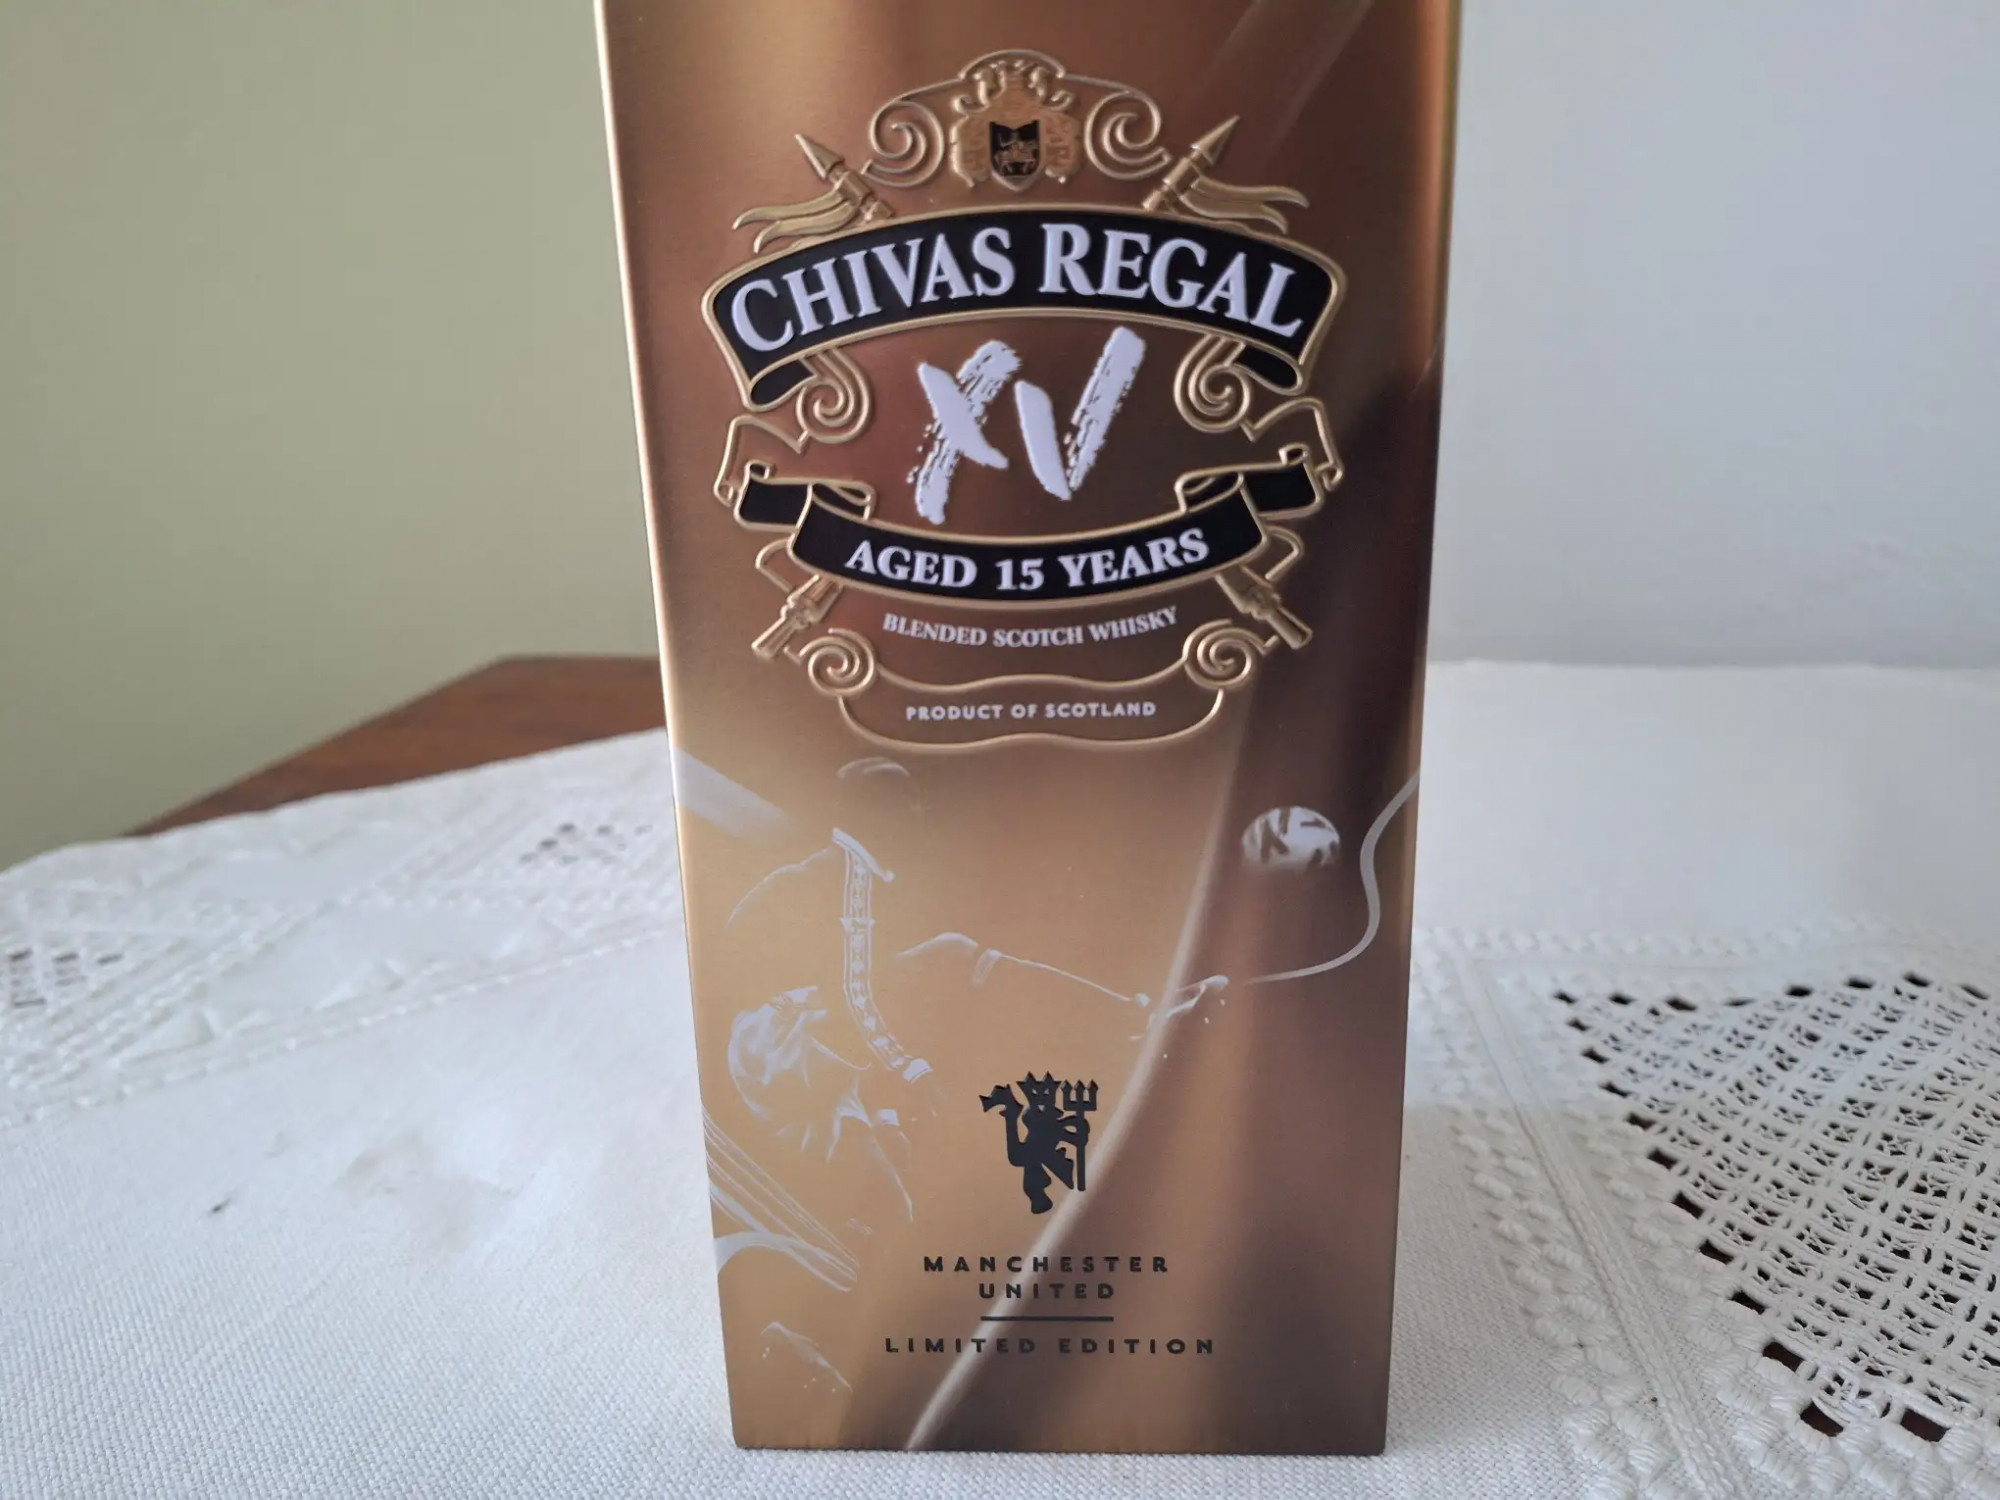 CHIVAS REGAL
XV
AGED 15 YEARS
BLENDED SCOTCH WHISKY
PRODUCT OF SCOTLAND
MANCHESTER
UNITED
LIMITED EDITION